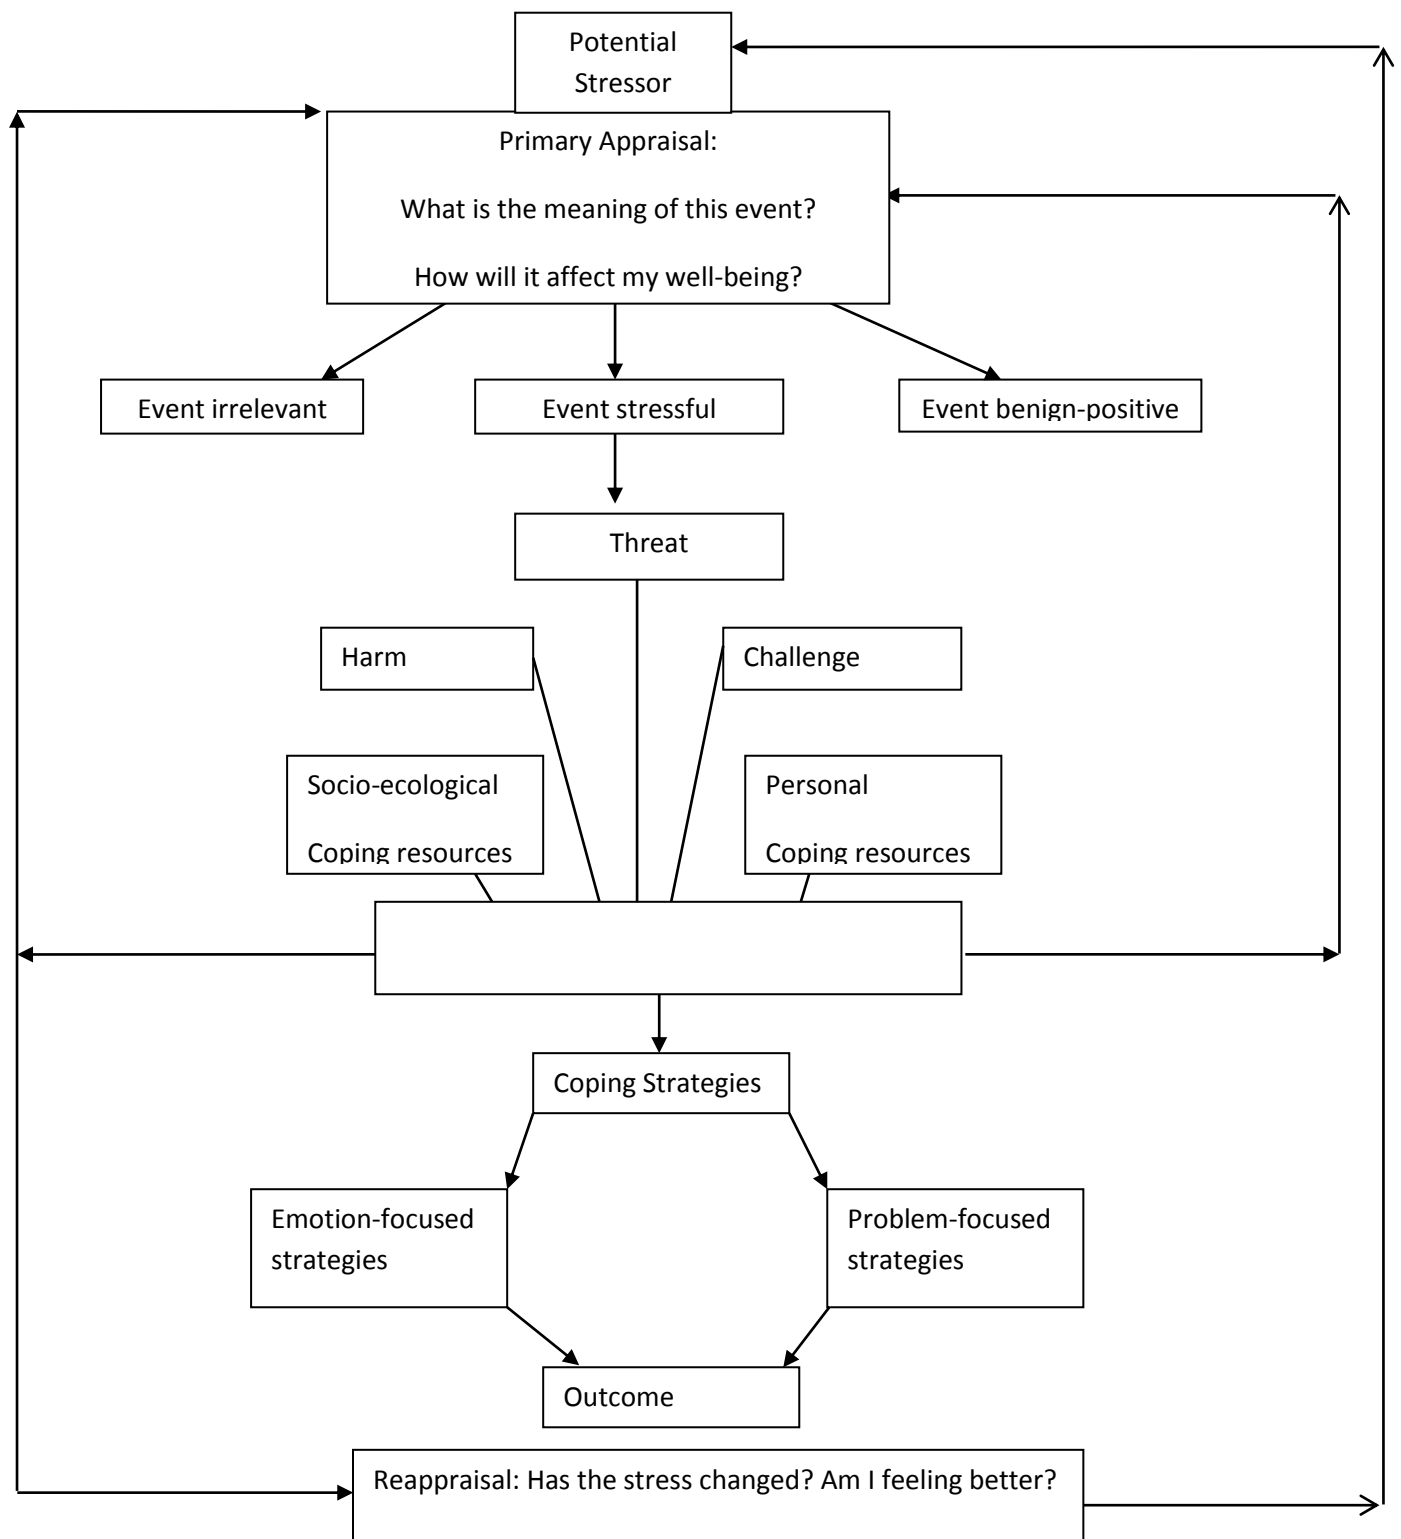 Potential
Stressor
Primary Appraisal:
What is the meaning of this event?
How will it affect my well-being?
Event irrelevant
Event stressful
Event benign-positive
Threat
Harm
Challenge
Socio-ecological
Coping resources
Personal
Coping resources
Coping Strategies
Emotion-focused
strategies
Problem-focused
strategies
Outcome
Reappraisal: Has the stress changed? Am I feeling better?